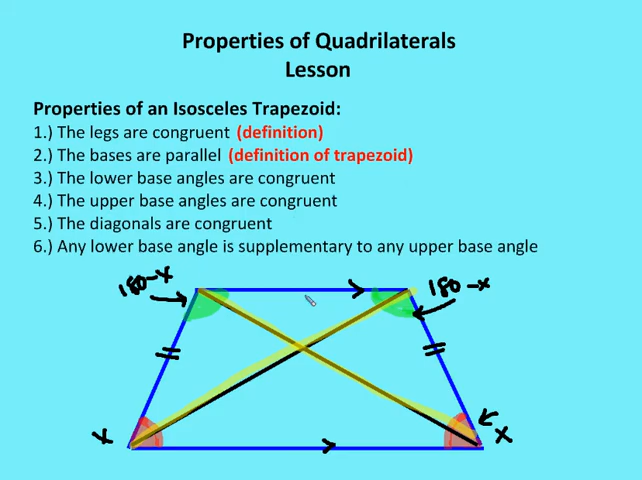 Properties of Quadrilaterals
Lesson
Properties of an Isosceles Trapezoid:
1.) The legs are congruent (definition)
2.) The bases are parallel (definition of trapezoid)
3.) The lower base angles are congruent
4.) The upper base angles are congruent
5.) The diagonals are congruent
6.) Any lower base angle is supplementary to any upper base angle
180-x
180-x
x
x